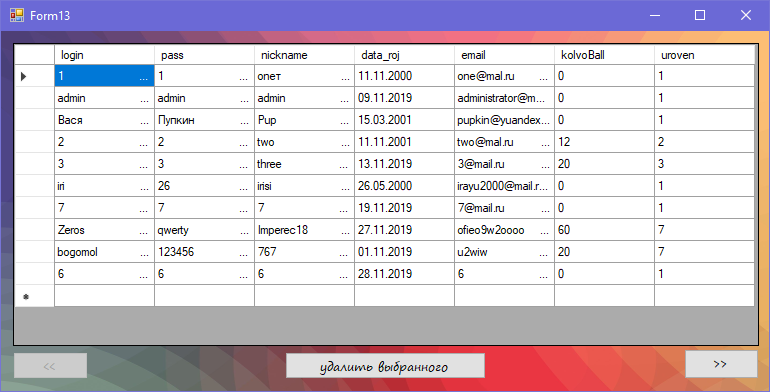 Form13
login pass nickname data_roj email kolvoBall uroven
1 ... 1 ... опет ... 11.11.2000 one@mal.ru ... 0 1
admin ... admin ... admin ... 09.11.2019 administrator@m... 0 1
Вася ... Пупкин ... Pup ... 15.03.2001 pupkin@yuandex... 0 1
2 ... 2 ... two ... 11.11.2001 two@mal.ru ... 12 2
3 ... 3 ... three ... 13.11.2019 3@mail.ru ... 20 3
iri ... 26 ... irisi ... 26.05.2000 irayu2000@mail.r... 0 1
7 ... 7 ... 7 ... 19.11.2019 7@mail.ru ... 0 1
Zeros ... qwerty ... Imperec18 ... 27.11.2019 ofieo9w2oooo ... 60 7
bogomol ... 123456 ... 767 ... 01.11.2019 u2wiw ... 20 7
6 ... 6 ... 6 ... 28.11.2019 6 ... 0 1
<< удалить выбранного >>